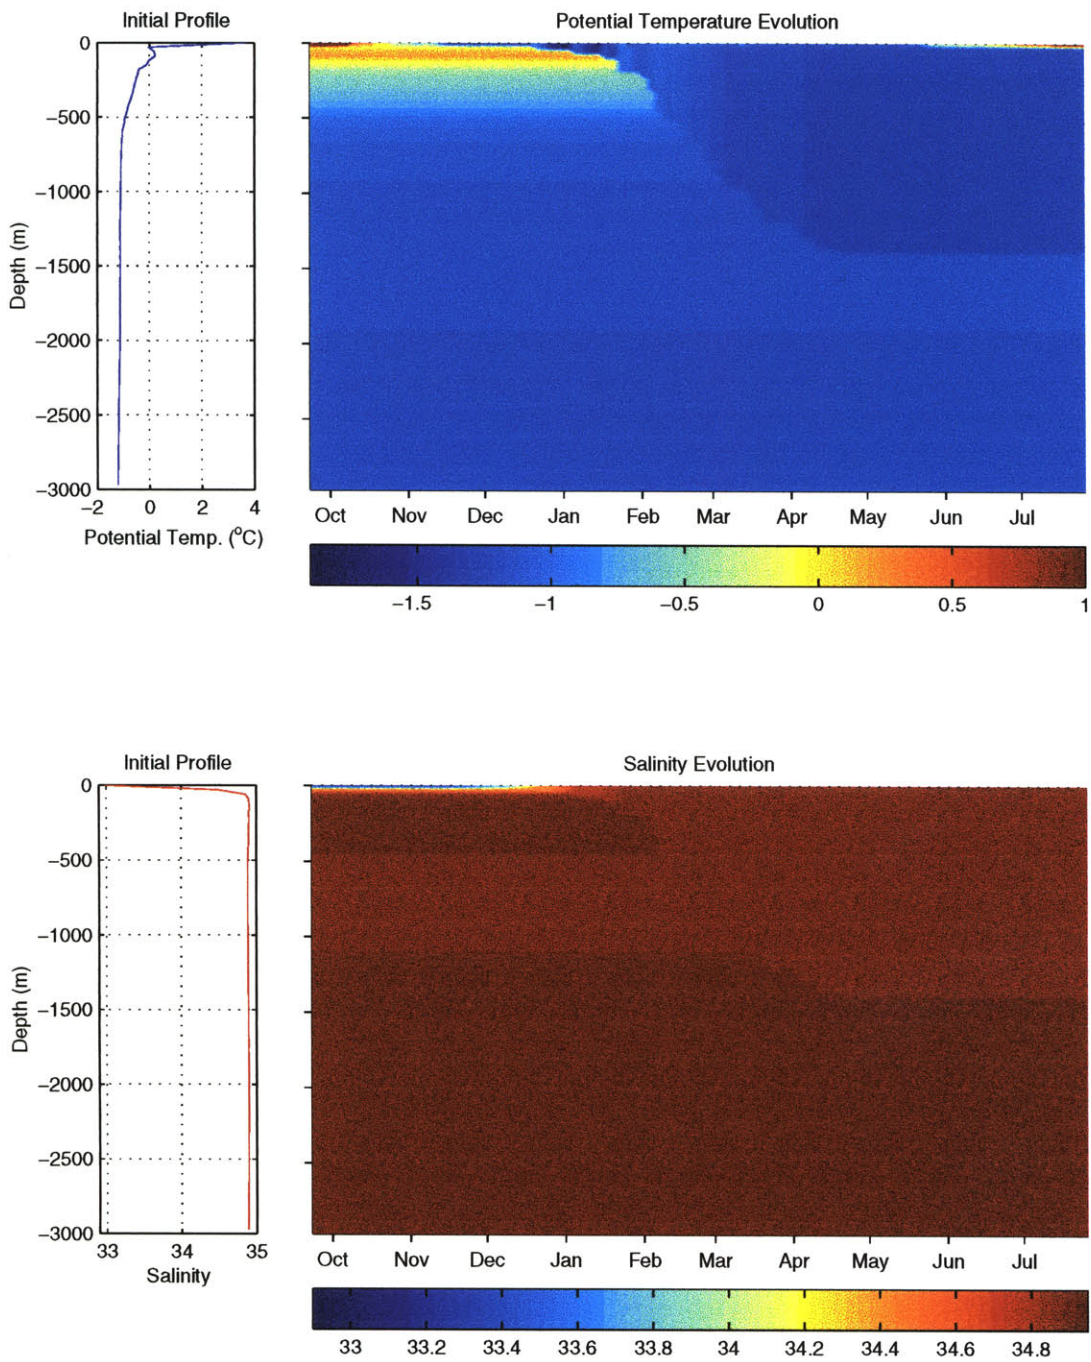 Initial Profile
Potential Temperature Evolution
0
−500
−1000
−1500
−2000
−2500
−3000
Depth (m)
−2 0 2 4
Potential Temp. (°C)
Oct Nov Dec Jan Feb Mar Apr May Jun Jul
−1.5 −1 −0.5 0 0.5 1
Initial Profile
Salinity Evolution
0
−500
−1000
−1500
−2000
−2500
−3000
Depth (m)
33 34 35
Salinity
Oct Nov Dec Jan Feb Mar Apr May Jun Jul
33 33.2 33.4 33.6 33.8 34 34.2 34.4 34.6 34.8